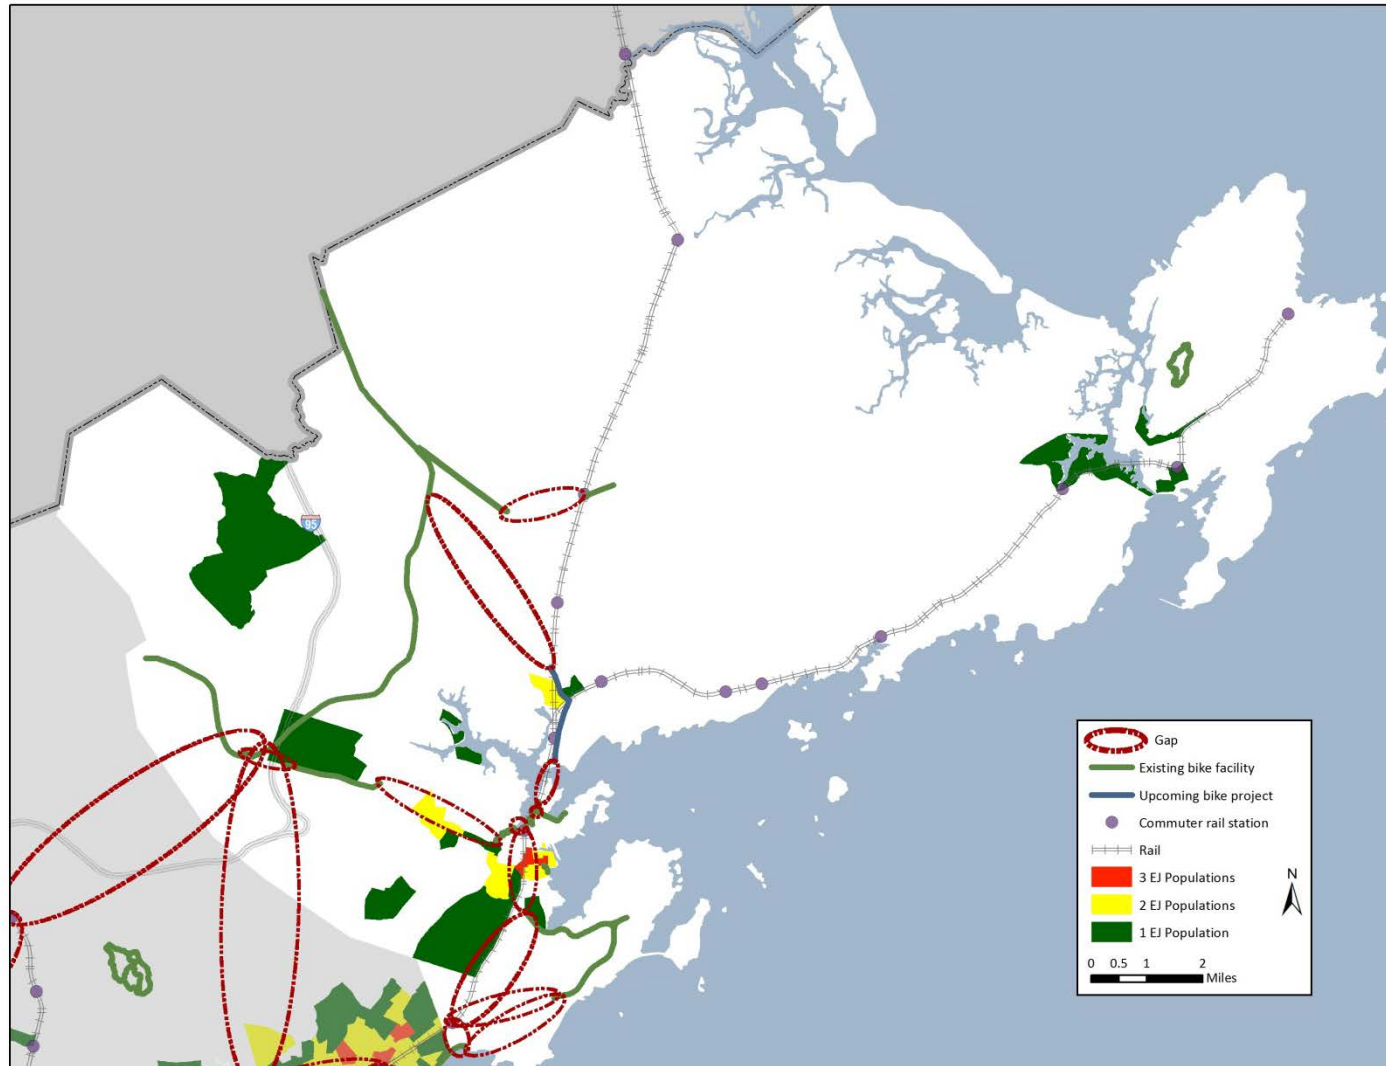 95
Gap
Existing bike facility
Upcoming bike project
Commuter rail station
Rail
3 EJ Populations
2 EJ Populations
1 EJ Population
N
0 0.5 1 2
Miles